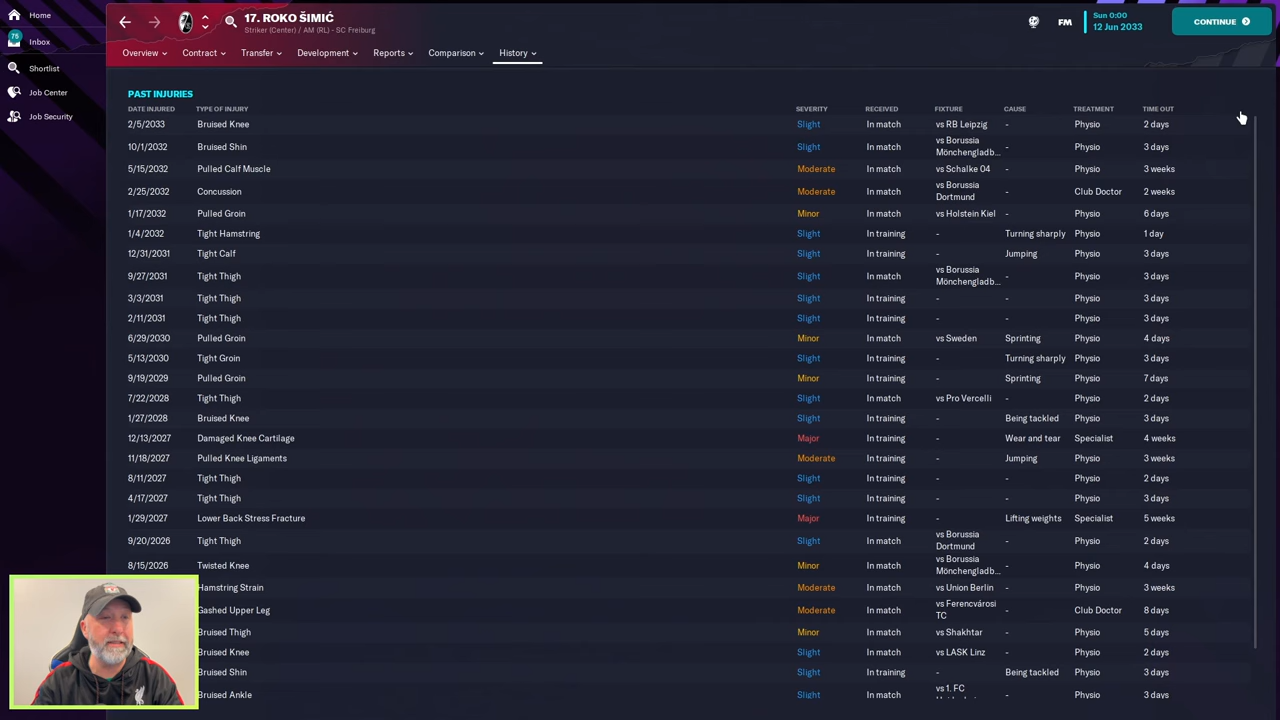 Home
17. ROKO ŠIMIĆ
Striker (Center) / AM (RL) - SC Freiburg
FM
Sun 0:00
12 Jun 2033
CONTINUE
75
Inbox
Shortlist
Job Center
Job Security
Overview
Contract
Transfer
Development
Reports
Comparison
History
PAST INJURIES
DATE INJURED TYPE OF INJURY SEVERITY RECEIVED FIXTURE CAUSE TREATMENT TIME OUT
2/5/2033 Bruised Knee Slight In match vs RB Leipzig - Physio 2 days
10/1/2032 Bruised Shin Slight In match vs Borussia Mönchengladb... - Physio 3 days
5/15/2032 Pulled Calf Muscle Moderate In match vs Schalke 04 - Physio 3 weeks
2/25/2032 Concussion Moderate In match vs Borussia Dortmund - Club Doctor 2 weeks
1/17/2032 Pulled Groin Minor In match vs Holstein Kiel - Physio 6 days
1/4/2032 Tight Hamstring Slight In training - Turning sharply Physio 1 day
12/31/2031 Tight Calf Slight In training - Jumping Physio 3 days
9/27/2031 Tight Thigh Slight In match vs Borussia Mönchengladb... - Physio 3 days
3/3/2031 Tight Thigh Slight In training - - Physio 3 days
2/11/2031 Tight Thigh Slight In training - - Physio 3 days
6/29/2030 Pulled Groin Minor In match vs Sweden Sprinting Physio 4 days
5/13/2030 Tight Groin Slight In training - Turning sharply Physio 3 days
9/19/2029 Pulled Groin Minor In training - Sprinting Physio 7 days
7/22/2028 Tight Thigh Slight In match vs Pro Vercelli - Physio 2 days
1/27/2028 Bruised Knee Slight In training - Being tackled Physio 3 days
12/13/2027 Damaged Knee Cartilage Major In training - Wear and tear Specialist 4 weeks
11/18/2027 Pulled Knee Ligaments Moderate In training - Jumping Physio 3 weeks
8/11/2027 Tight Thigh Slight In training - - Physio 2 days
4/17/2027 Tight Thigh Slight In training - - Physio 3 days
1/29/2027 Lower Back Stress Fracture Major In training - Lifting weights Specialist 5 weeks
9/20/2026 Tight Thigh Slight In match vs Borussia Dortmund - Physio 2 days
8/15/2026 Twisted Knee Minor In match vs Borussia Mönchengladb... - Physio 4 days
Hamstring Strain Moderate In match vs Union Berlin - Physio 3 weeks
Gashed Upper Leg Moderate In match vs Ferencvárosi TC - Club Doctor 8 days
Bruised Thigh Minor In match vs Shakhtar - Physio 5 days
Bruised Knee Slight In match vs LASK Linz - Physio 2 days
Bruised Shin Slight In training - Being tackled Physio 3 days
Bruised Ankle Slight In match vs 1. FC - Physio 3 days